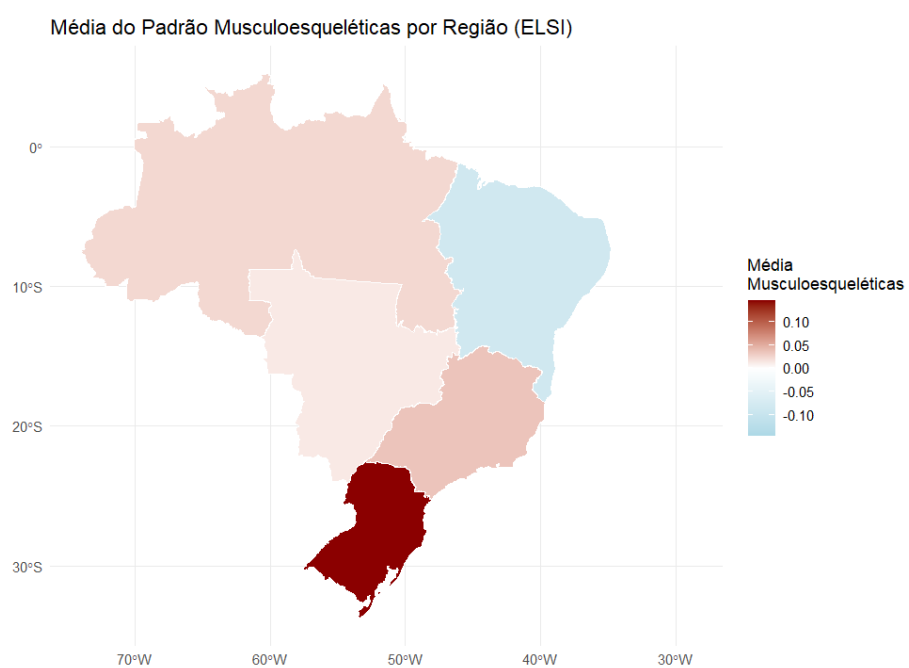 Média do Padrão Musculoesqueléticas por Região (ELSI)
0°
10°S
20°S
30°S
70°W
60°W
50°W
40°W
30°W
Média
Musculoesqueléticas
0.10
0.05
0.00
-0.05
-0.10